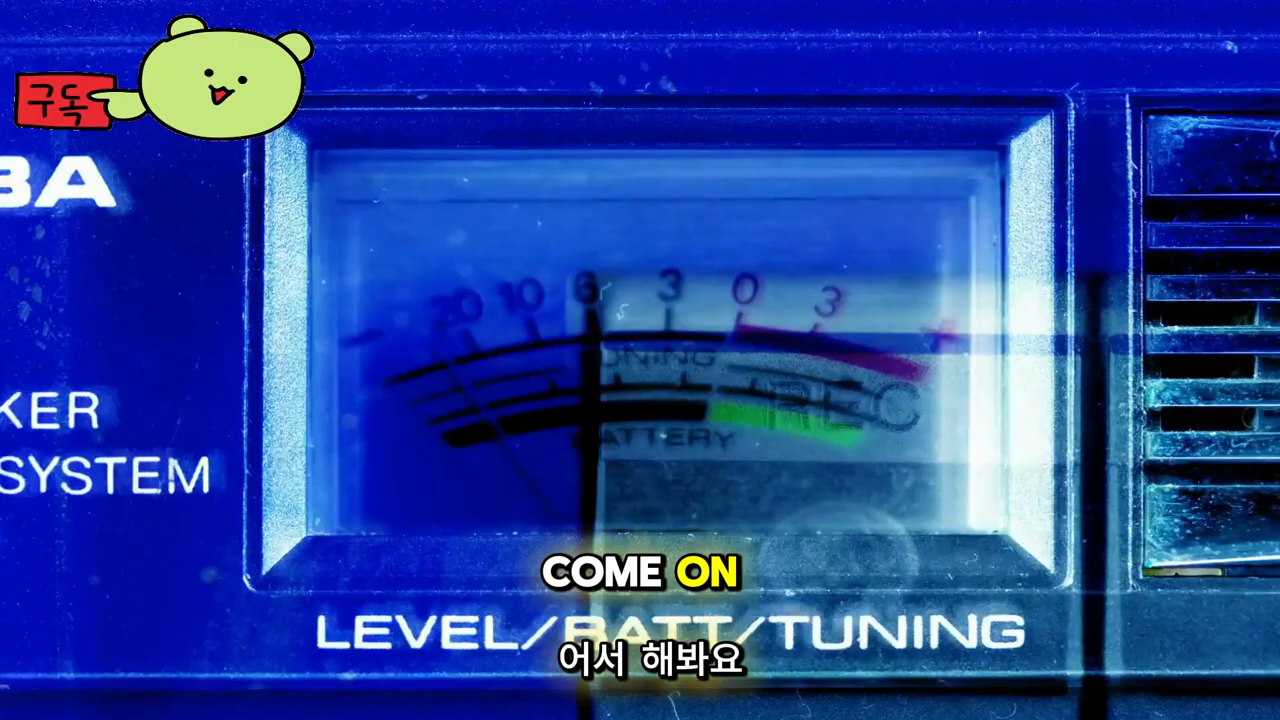 구독
BA
20 10 6 3 0 3 +
TUNING
REC
BATTERY
KER
SYSTEM
COME ON
LEVEL/BATT/TUNING
어서 해봐요